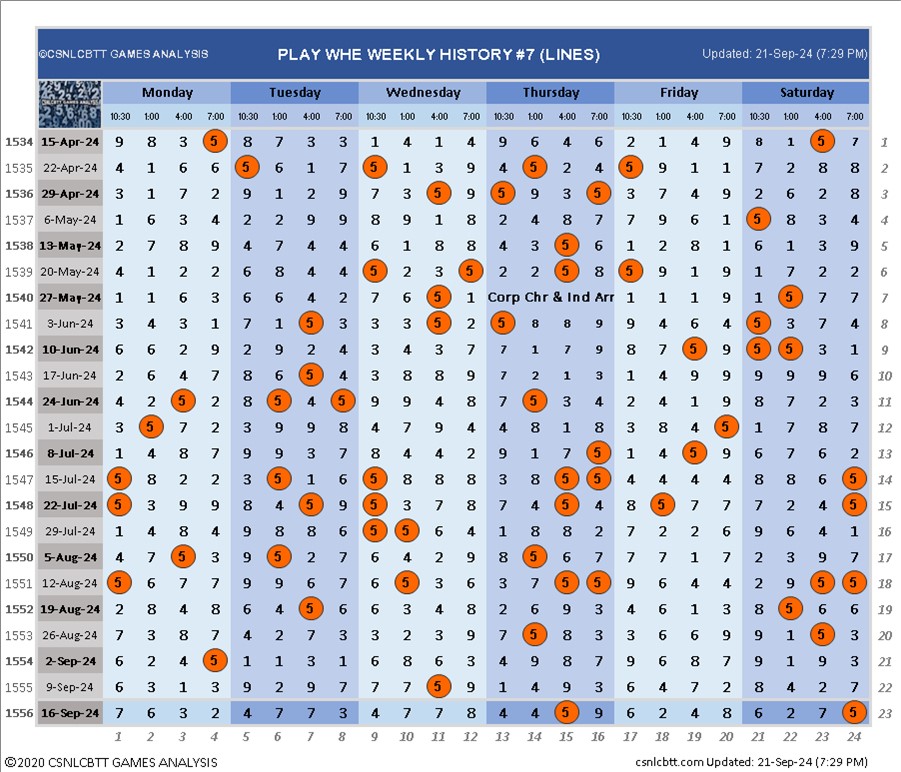 ©CSNLCBTT GAMES ANALYSIS PLAY WHE WEEKLY HISTORY #7 (LINES) Updated: 21-Sep-24 (7:29 PM)
Monday Tuesday Wednesday Thursday Friday Saturday
10:30 1:00 4:00 7:00 10:30 1:00 4:00 7:00 10:30 1:00 4:00 7:00 10:30 1:00 4:00 7:00 10:30 1:00 4:00 7:00 10:30 1:00 4:00 7:00
1534 15-Apr-24 9 8 3 5 8 7 3 3 1 4 1 4 9 6 4 6 2 1 4 9 8 1 5 7 1
1535 22-Apr-24 4 1 6 6 5 6 1 7 5 1 3 9 4 5 2 4 5 9 1 1 7 2 8 8 2
1536 29-Apr-24 3 1 7 2 9 1 2 9 7 3 5 9 5 9 3 5 3 7 4 9 2 6 2 8 3
1537 6-May-24 1 6 3 4 2 2 9 9 8 9 1 8 2 4 8 7 7 9 6 1 5 8 3 4 4
1538 13-May-24 2 7 8 9 4 7 4 4 6 1 8 8 4 3 5 6 1 2 8 1 6 1 3 9 5
1539 20-May-24 4 1 2 2 6 8 4 4 5 2 3 5 2 2 5 8 5 9 1 9 1 7 2 2 6
1540 27-May-24 1 1 6 3 6 6 4 2 7 6 5 1 Corp Chr & Ind Arr 1 1 1 9 1 5 7 7 7
1541 3-Jun-24 3 4 3 1 7 1 5 3 3 3 5 2 5 8 8 9 9 4 6 4 5 3 7 4 8
1542 10-Jun-24 6 6 2 9 2 9 2 4 3 4 3 7 7 1 7 9 8 7 5 9 5 5 3 1 9
1543 17-Jun-24 2 6 4 7 8 6 5 4 3 8 8 9 7 2 1 3 1 4 9 9 9 9 9 6 10
1544 24-Jun-24 4 2 5 2 8 5 4 5 9 9 4 8 7 5 3 4 2 4 1 9 8 7 2 3 11
1545 1-Jul-24 3 5 7 2 3 9 9 8 4 7 9 4 4 8 1 8 3 8 4 5 1 7 8 7 12
1546 8-Jul-24 1 4 8 7 9 9 3 7 8 4 4 2 9 1 7 5 1 4 5 9 6 7 6 2 13
1547 15-Jul-24 5 8 2 2 3 5 1 6 5 8 8 8 3 8 5 5 4 4 4 4 8 8 6 5 14
1548 22-Jul-24 5 3 9 9 8 4 5 9 5 3 7 8 7 4 5 4 8 5 7 7 8 2 4 5 15
1549 29-Jul-24 1 4 8 4 9 8 8 6 5 5 6 4 1 8 8 2 7 2 2 6 9 6 4 1 16
1550 5-Aug-24 4 7 5 3 9 5 2 7 6 4 2 9 8 5 6 7 7 7 1 7 2 3 9 7 17
1551 12-Aug-24 5 6 7 7 9 9 6 7 6 5 3 3 3 7 5 5 9 6 4 4 2 9 5 5 18
1552 19-Aug-24 2 8 4 8 6 4 5 6 6 3 4 8 2 6 9 3 4 6 1 3 8 5 6 6 19
1553 26-Aug-24 7 3 8 7 4 2 7 3 3 2 3 9 7 5 8 3 3 6 6 9 9 1 5 3 20
1554 2-Sep-24 6 2 4 5 1 1 3 1 6 8 6 3 4 9 8 7 9 6 8 7 9 1 9 3 21
1555 9-Sep-24 6 3 1 3 9 2 9 7 7 7 5 9 1 4 9 3 6 4 7 2 8 4 2 7 22
1556 16-Sep-24 7 6 3 2 4 7 7 3 4 7 7 8 4 4 5 9 6 2 4 8 6 2 7 5 23
1 2 3 4 5 6 7 8 9 10 11 12 13 14 15 16 17 18 19 20 21 22 23 24
©2020 CSNLCBTT GAMES ANALYSIS csnlcbtt.com Updated: 21-Sep-24 (7:29 PM)